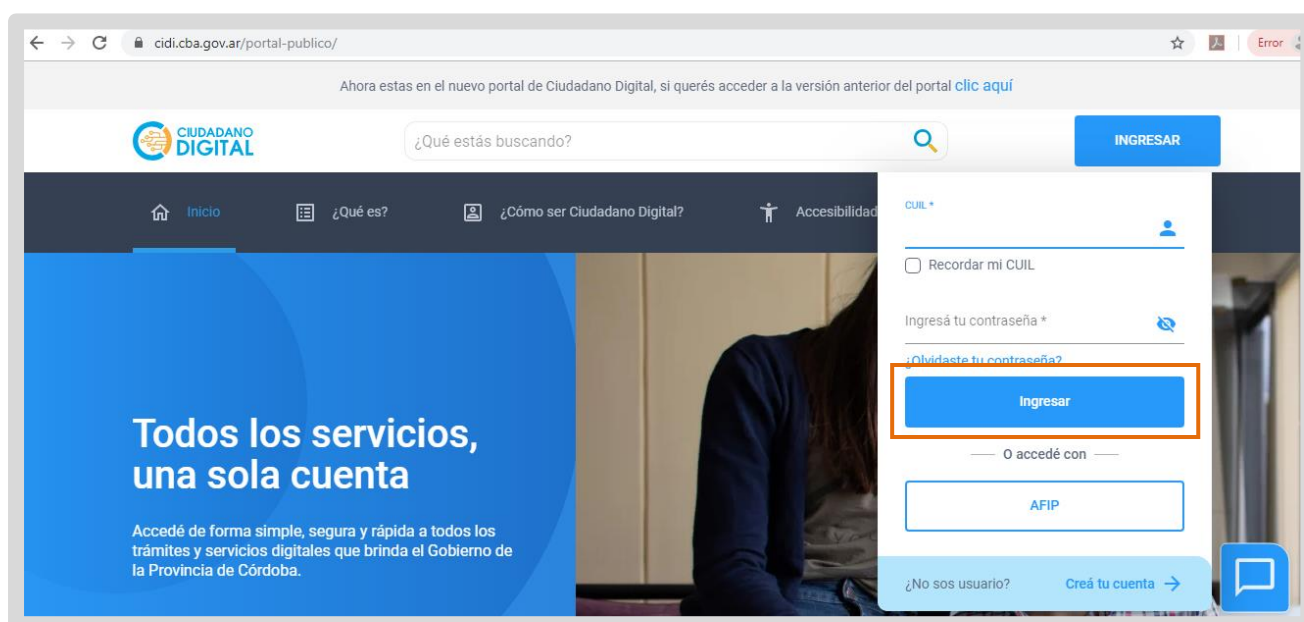 cidi.cba.gov.ar/portal-publico/
Error
Ahora estas en el nuevo portal de Ciudadano Digital, si querés acceder a la versión anterior del portal clic aquí
CIUDADANO
DIGITAL
¿Qué estás buscando?
INGRESAR
Inicio
¿Qué es?
¿Cómo ser Ciudadano Digital?
Accesibilidad
CUIL *
Recordar mi CUIL
Ingresá tu contraseña *
¿Olvidaste tu contraseña?
Ingresar
O accedé con
AFIP
¿No sos usuario?
Creá tu cuenta
Todos los servicios,
una sola cuenta
Accedé de forma simple, segura y rápida a todos los
trámites y servicios digitales que brinda el Gobierno de
la Provincia de Córdoba.